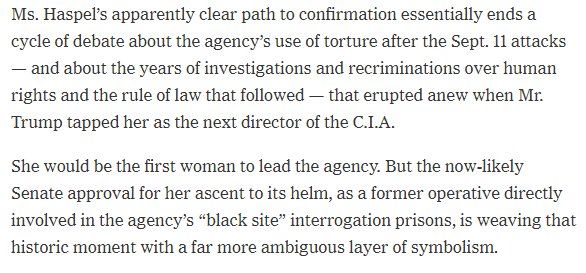 Ms. Haspel’s apparently clear path to confirmation essentially ends a
cycle of debate about the agency’s use of torture after the Sept. 11 attacks
— and about the years of investigations and recriminations over human
rights and the rule of law that followed — that erupted anew when Mr.
Trump tapped her as the next director of the C.I.A.
She would be the first woman to lead the agency. But the now-likely
Senate approval for her ascent to its helm, as a former operative directly
involved in the agency’s “black site” interrogation prisons, is weaving that
historic moment with a far more ambiguous layer of symbolism.